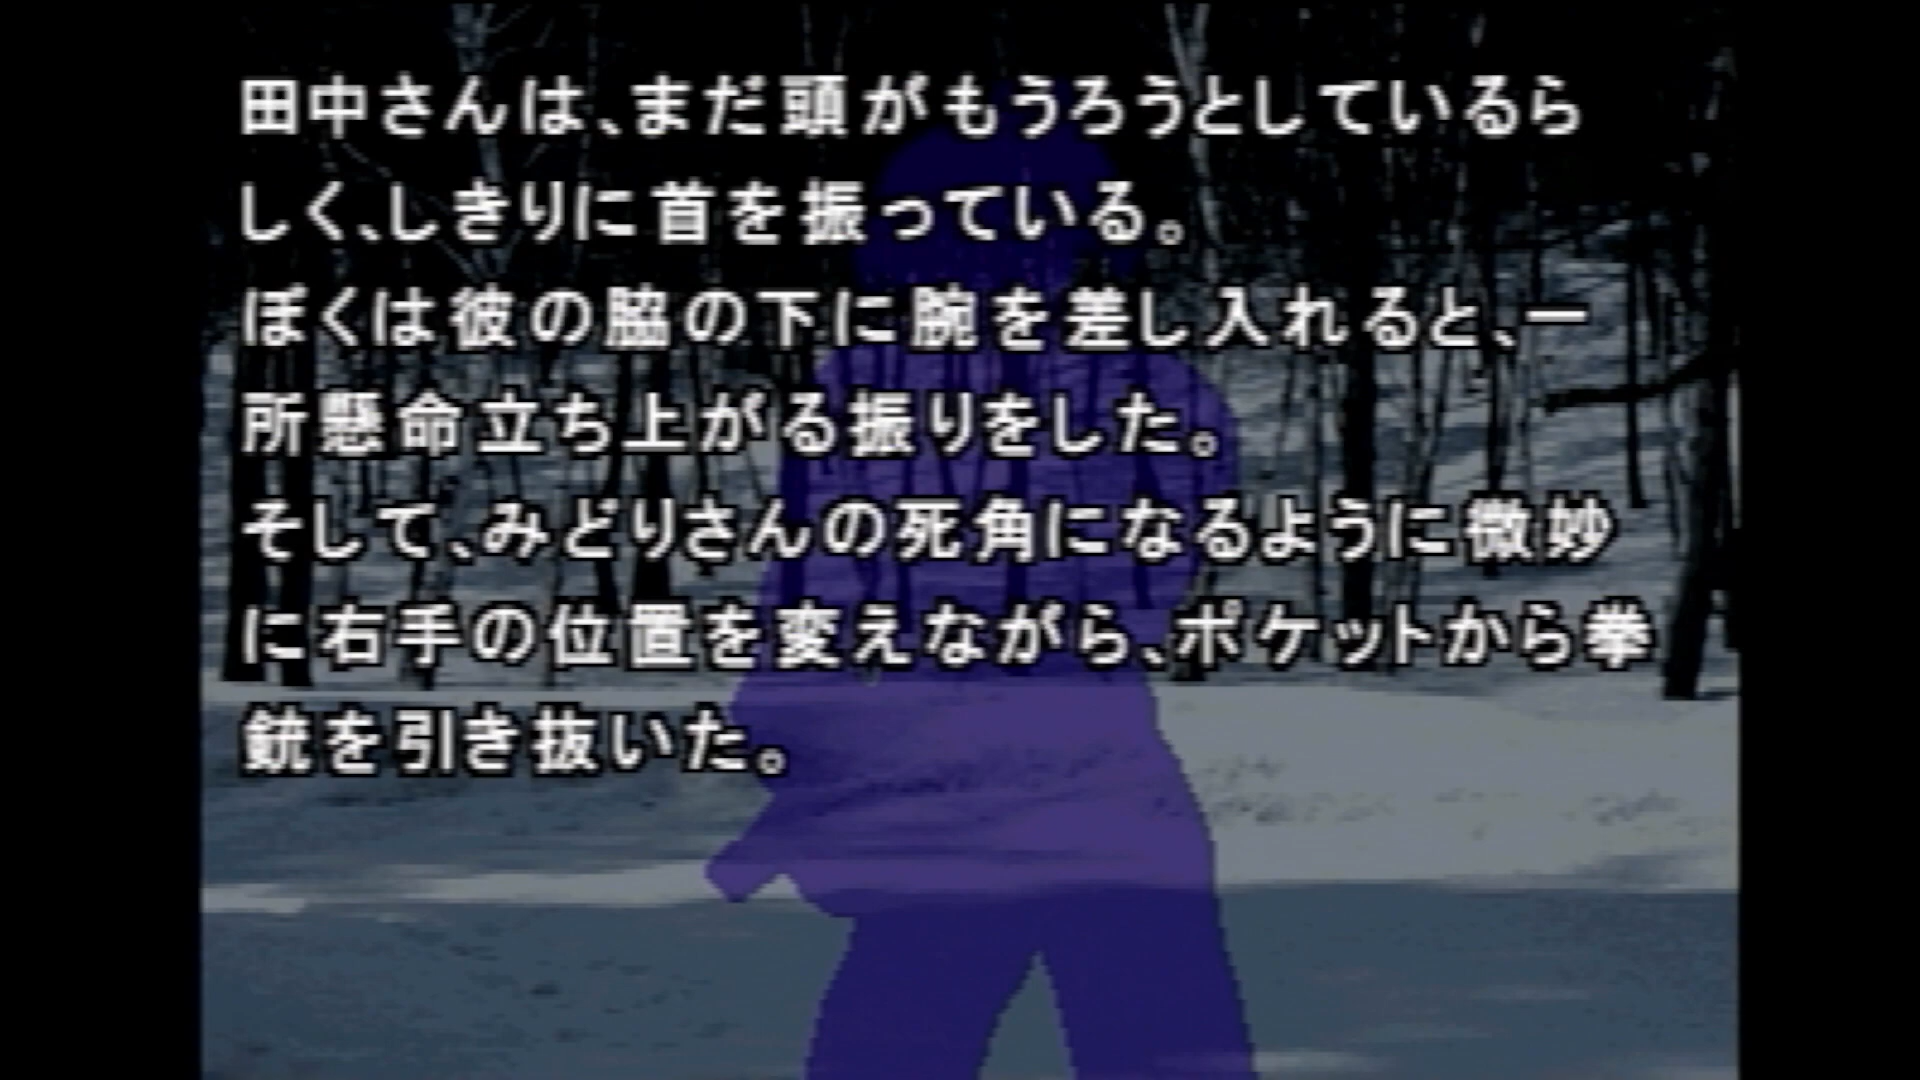 田中さんは、まだ頭がもうろうとしているら
しく、しきりに首を振っている。
ぼくは彼の脇の下に腕を差し入れると、一
所懸命立ち上がる振りをした。
そして、みどりさんの死角になるように微妙
に右手の位置を変えながら、ポケットから拳
銃を引き抜いた。